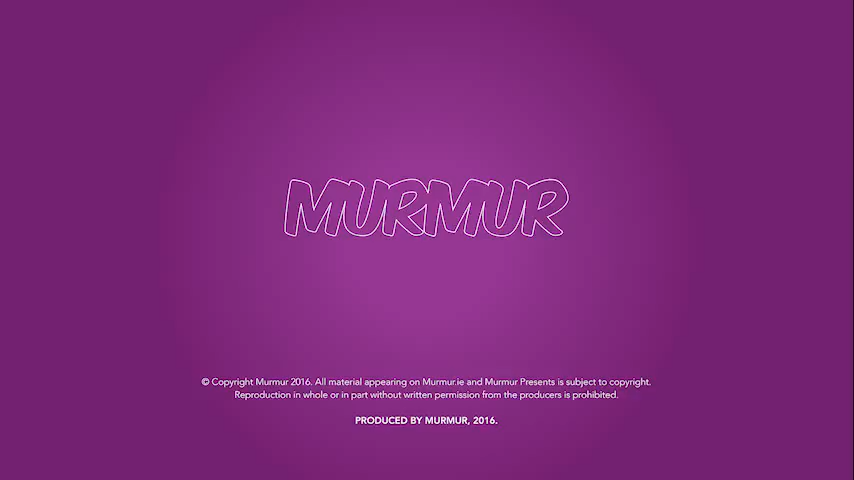 MURMUR
© Copyright Murmur 2016. All material appearing on Murmur.ie and Murmur Presents is subject to copyright.
Reproduction in whole or in part without written permission from the producers is prohibited.
PRODUCED BY MURMUR, 2016.